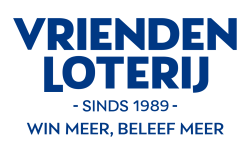 VRIENDEN
LOTERIJ
- SINDS 1989 -
WIN MEER, BELEEF MEER